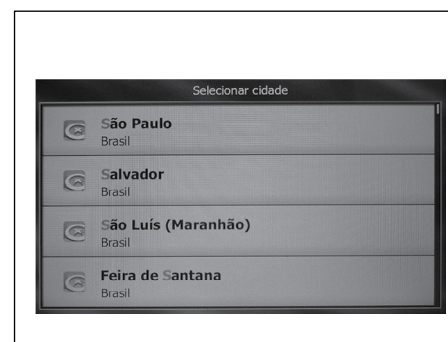 Selecionar cidade
São Paulo
Brasil
Salvador
Brasil
São Luís (Maranhão)
Brasil
Feira de Santana
Brasil